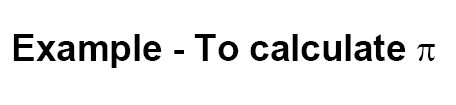 Example - To calculate π